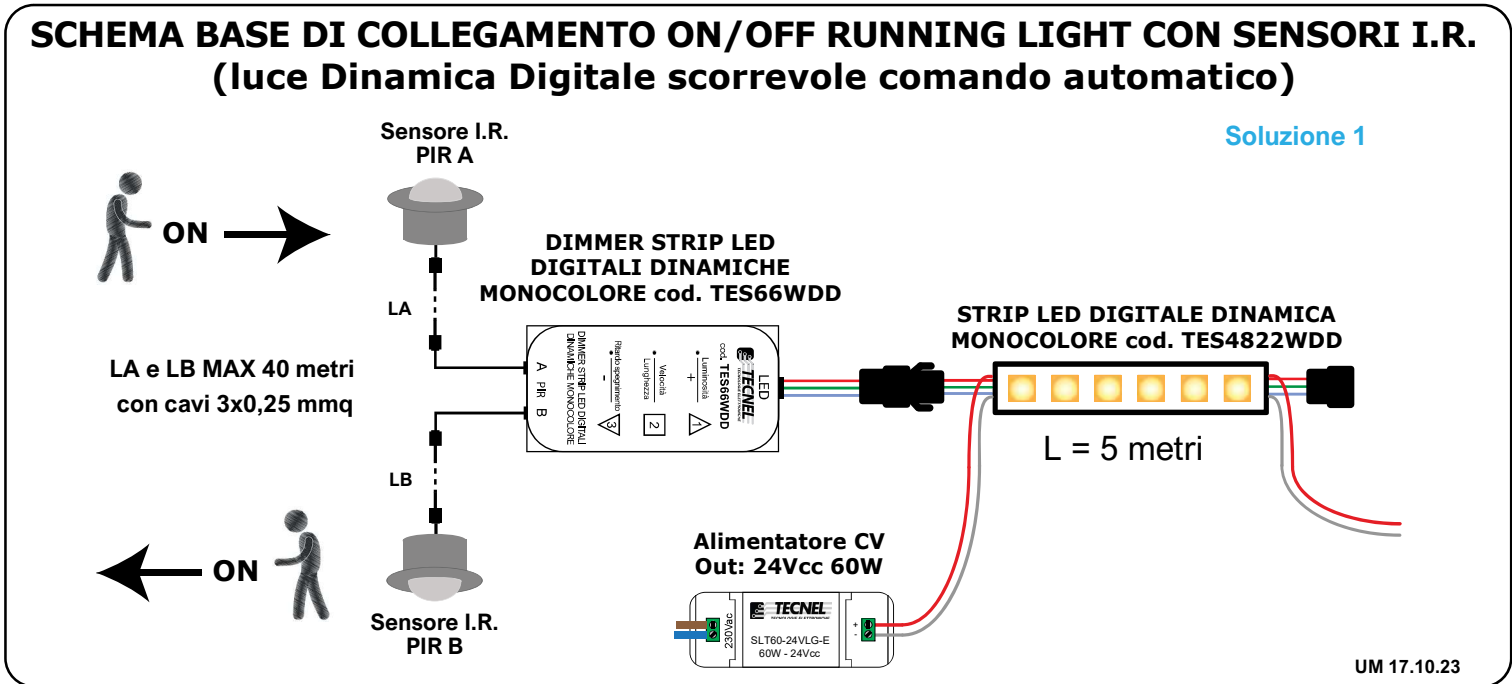 SCHEMA BASE DI COLLEGAMENTO ON/OFF RUNNING LIGHT CON SENSORI I.R.
(luce Dinamica Digitale scorrevole comando automatico)
Soluzione 1
Sensore I.R.
PIR A
ON
LA
LA e LB MAX 40 metri
con cavi 3x0,25 mmq
LB
ON
Sensore I.R.
PIR B
DIMMER STRIP LED
DIGITALI DINAMICHE
MONOCOLORE cod. TES66WDD
A PIR B
DIMMER STRIP LED DIGITALI
DINAMICHE MONOCOLORE
Ritardo spegnimento
-
3
Velocità
Lunghezza
2
Luminosità
+
1
TECNEL
TECNOLOGIE ELETTRONICHE
cod. TES66WDD
LED
STRIP LED DIGITALE DINAMICA
MONOCOLORE cod. TES4822WDD
L = 5 metri
Alimentatore CV
Out: 24Vcc 60W
230Vac
TECNEL
TECNOLOGIE ELETTRONICHE
SLT60-24VLG-E
60W - 24Vcc
+
-
UM 17.10.23